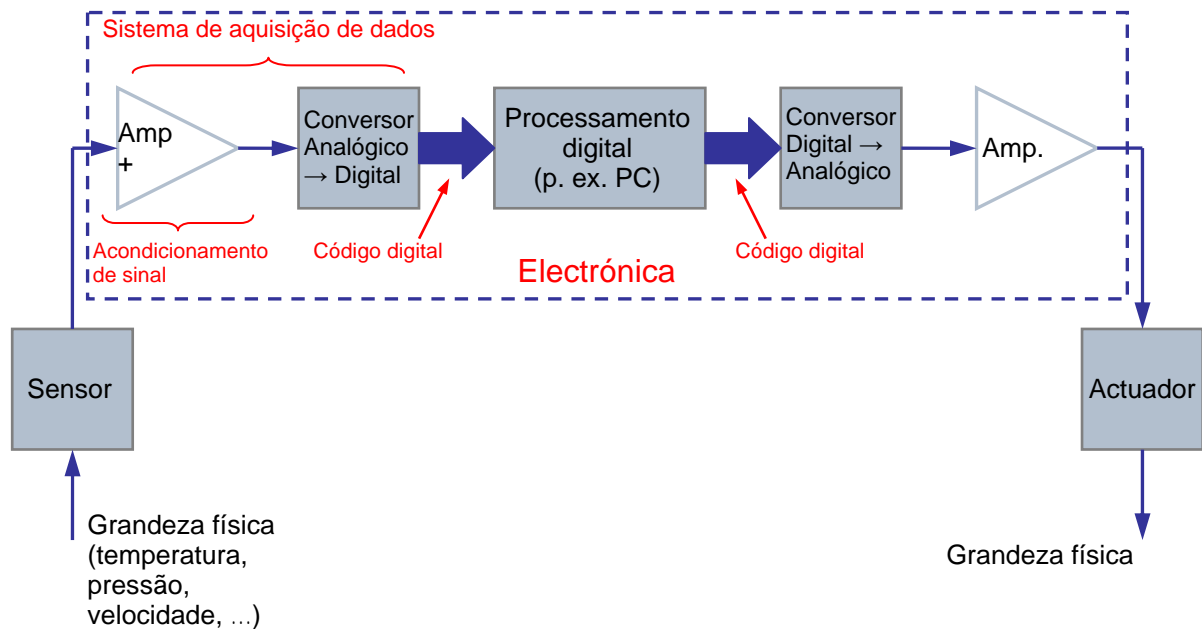 Sistema de aquisição de dados
Amp
+
Conversor
Analógico
→ Digital
Processamento
digital
(p. ex. PC)
Conversor
Digital →
Analógico
Amp.
Acondicionamento
de sinal
Código digital
Código digital
Electrónica
Sensor
Actuador
Grandeza física
(temperatura,
pressão,
velocidade, ...)
Grandeza física